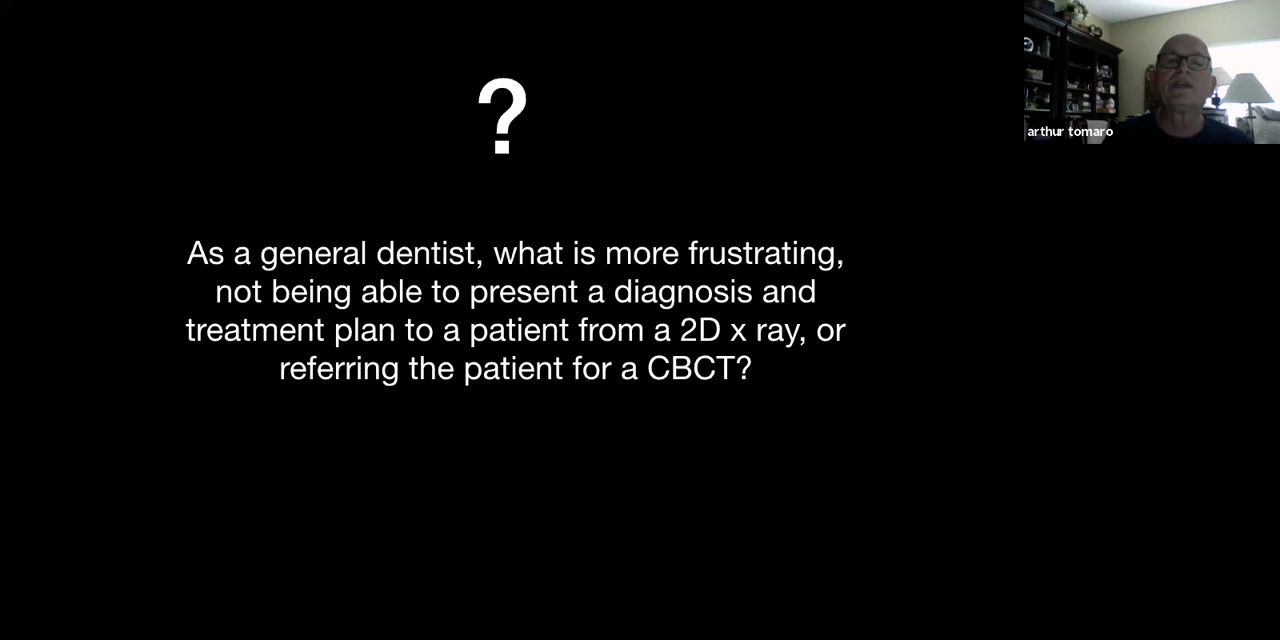 ?
As a general dentist, what is more frustrating,
not being able to present a diagnosis and
treatment plan to a patient from a 2D x ray, or
referring the patient for a CBCT?
arthur tomaro